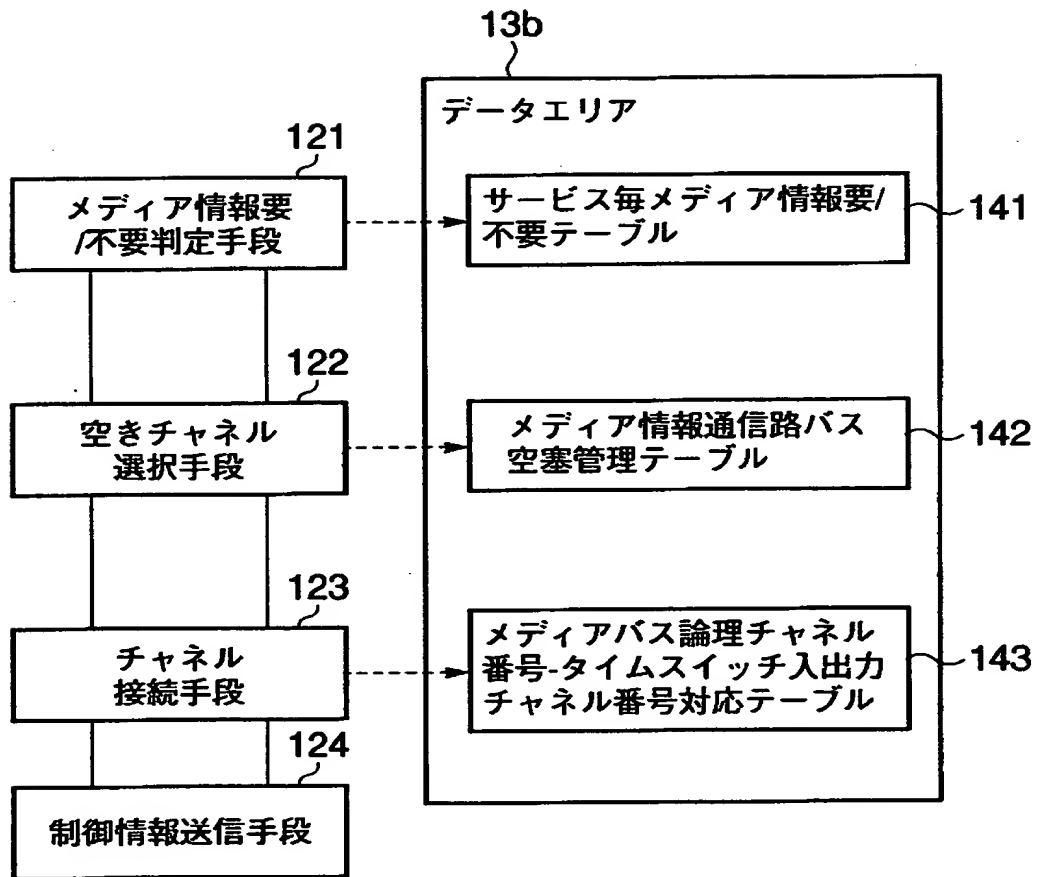 13b
データエリア
121
メディア情報要
/不要判定手段
サービス毎メディア情報要/
不要テーブル
141
122
空きチャネル
選択手段
メディア情報通信路バス
空塞管理テーブル
142
123
チャネル
接続手段
メディアバス論理チャネル
番号-タイムスイッチ入出力
チャネル番号対応テーブル
143
124
制御情報送信手段